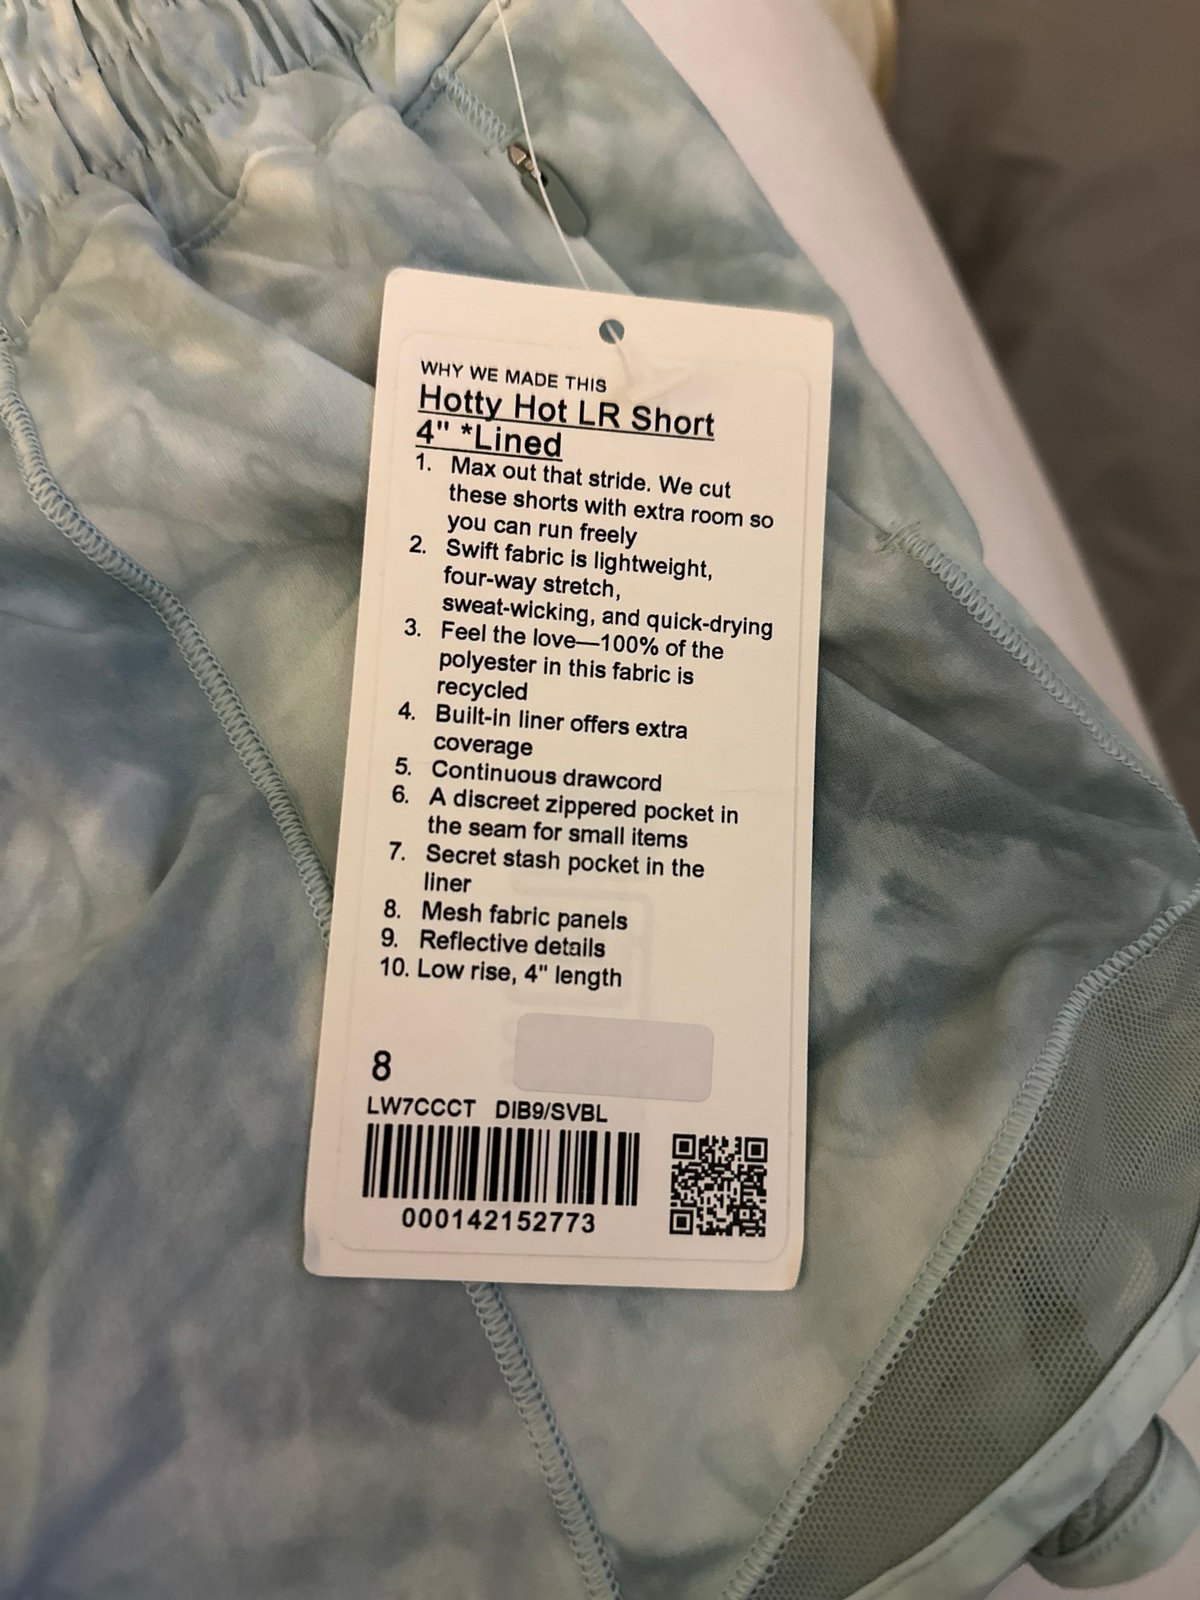 WHY WE MADE THIS
Hotty Hot LR Short
4" *Lined
1. Max out that stride. We cut
these shorts with extra room so
you can run freely
2. Swift fabric is lightweight,
four-way stretch,
sweat-wicking, and quick-drying
3. Feel the love—100% of the
polyester in this fabric is
recycled
4. Built-in liner offers extra
coverage
5. Continuous drawcord
6. A discreet zippered pocket in
the seam for small items
7. Secret stash pocket in the
liner
8. Mesh fabric panels
9. Reflective details
10. Low rise, 4" length
8
LW7CCCT DIB9/SVBL
000142152773